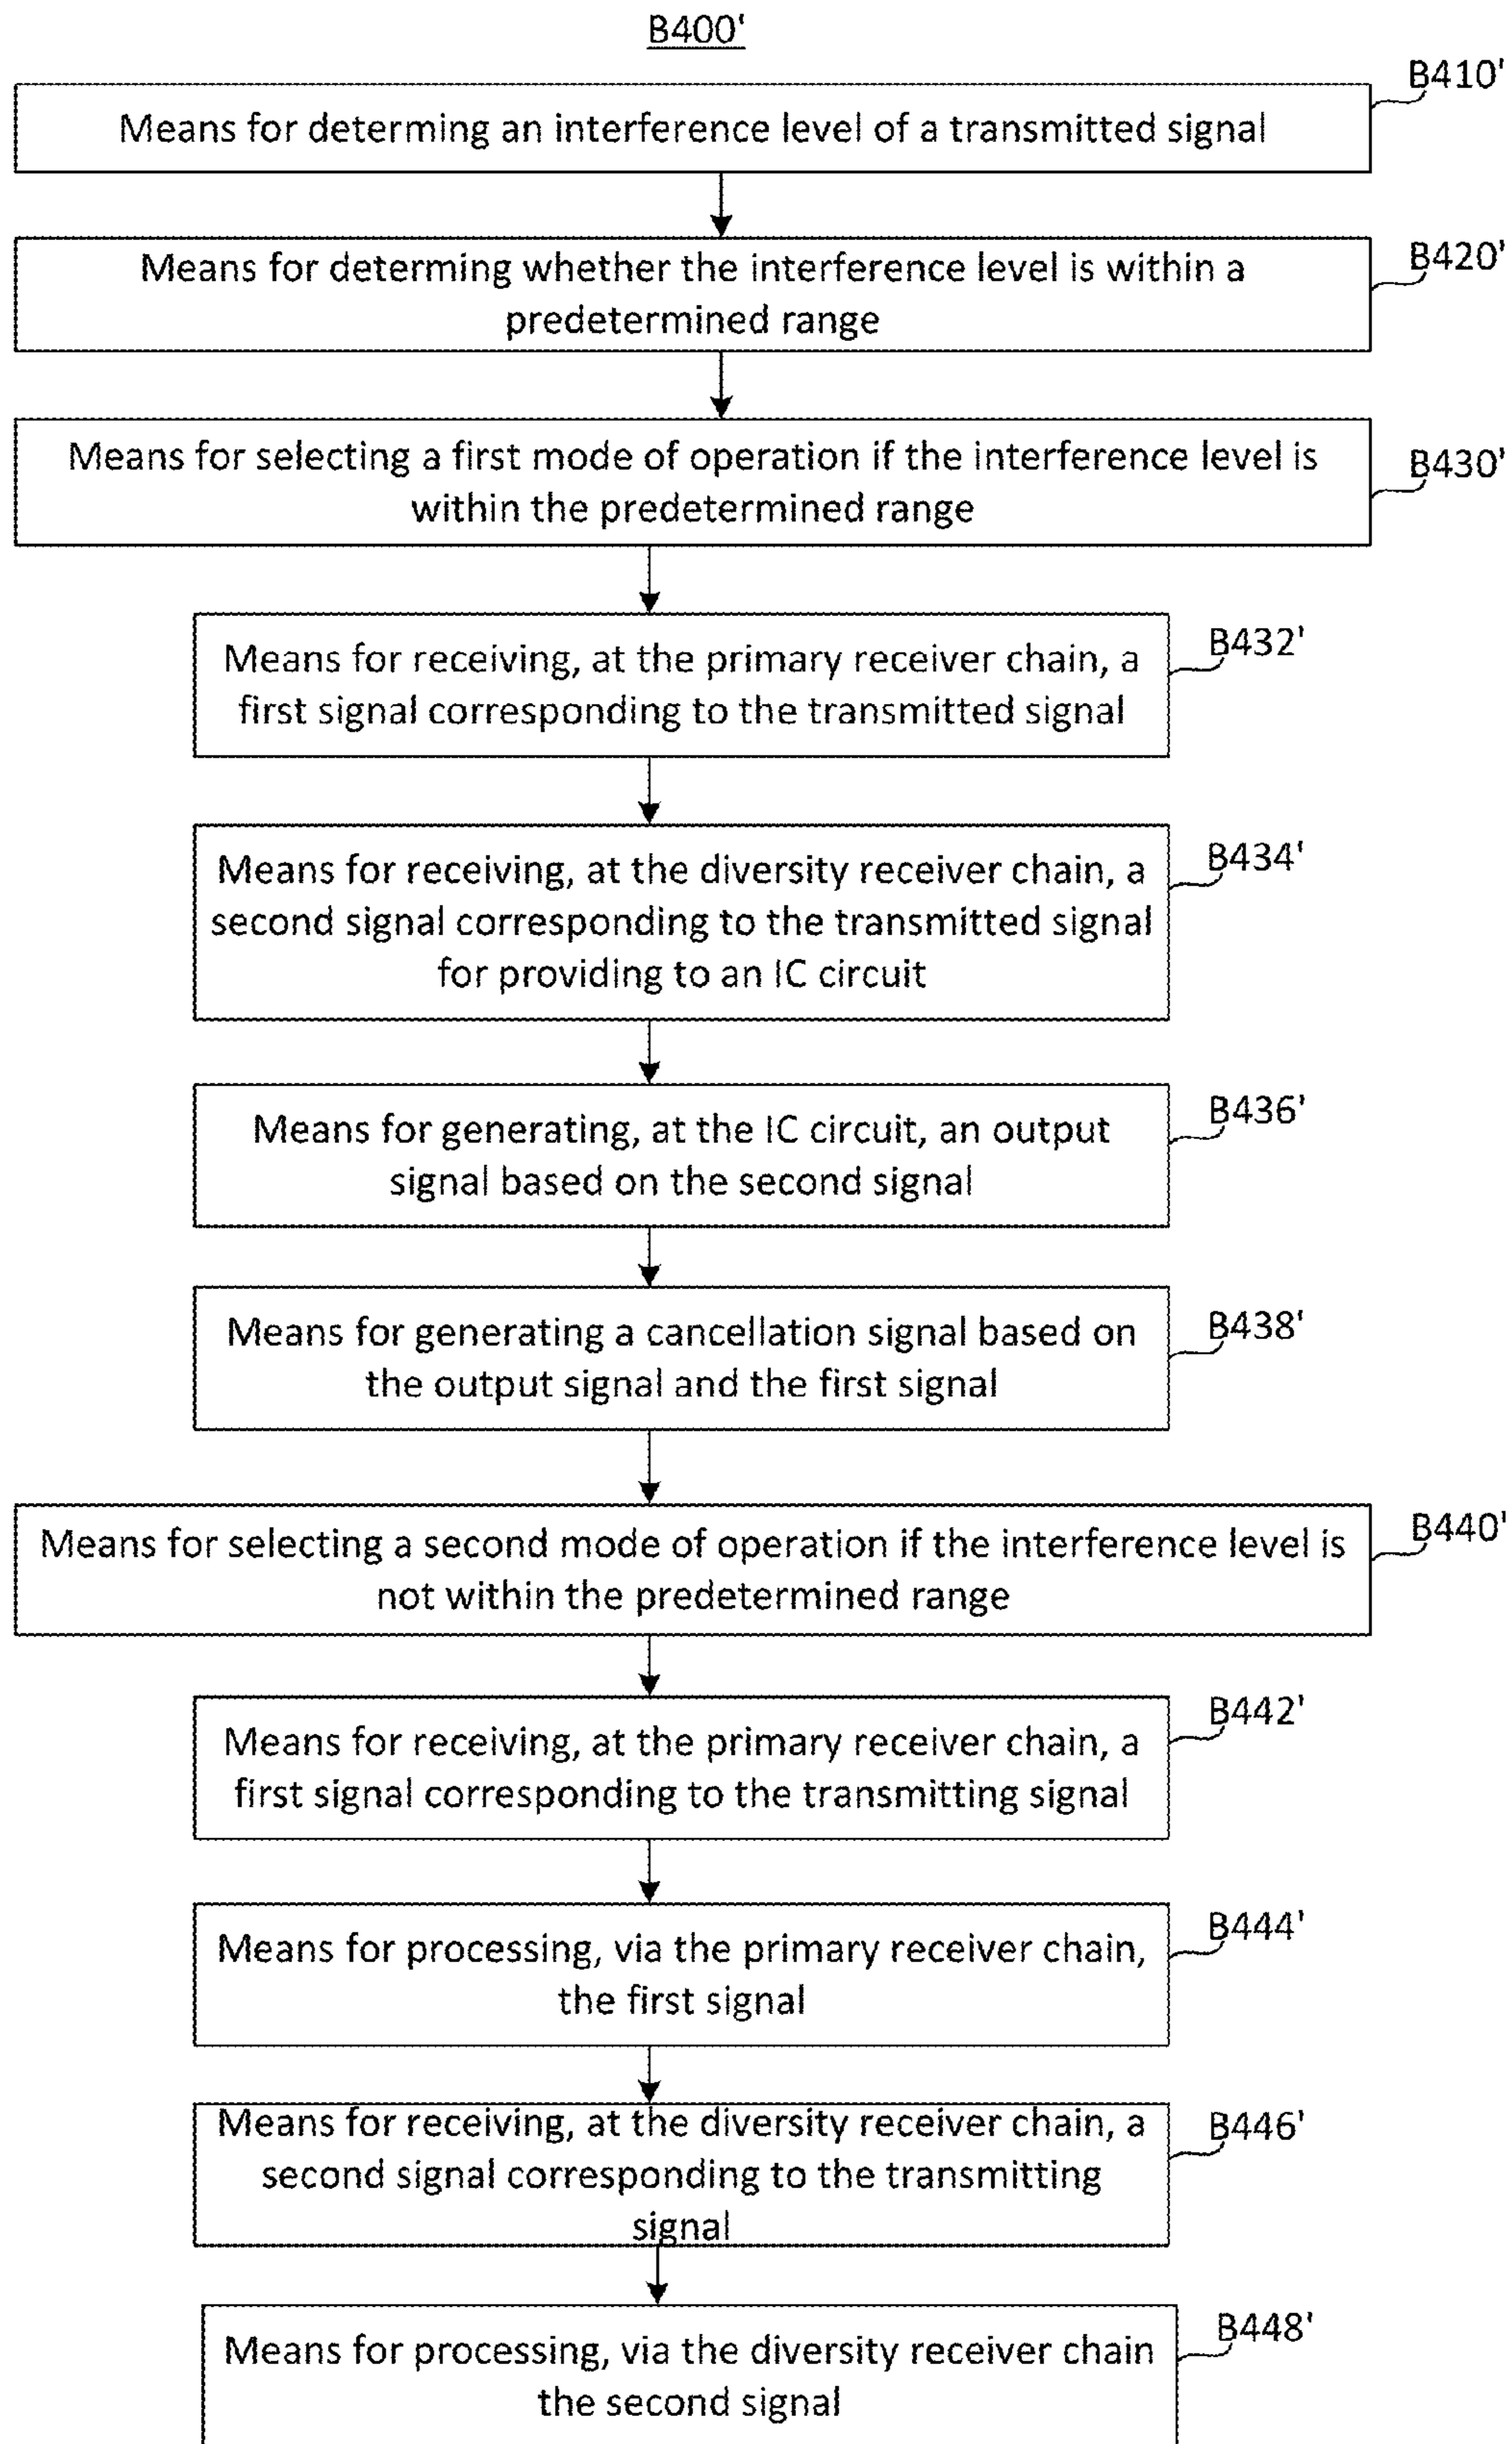 B400'
B410'
Means for determing an interference level of a transmitted signal
B420'
Means for determing whether the interference level is within a
predetermined range
B430'
Means for selecting a first mode of operation if the interference level is
within the predetermined range
B432'
Means for receiving, at the primary receiver chain, a
first signal corresponding to the transmitted signal
B434'
Means for receiving, at the diversity receiver chain, a
second signal corresponding to the transmitted signal
for providing to an IC circuit
B436'
Means for generating, at the IC circuit, an output
signal based on the second signal
B438'
Means for generating a cancellation signal based on
the output signal and the first signal
B440'
Means for selecting a second mode of operation if the interference level is
not within the predetermined range
B442'
Means for receiving, at the primary receiver chain, a
first signal corresponding to the transmitting signal
B444'
Means for processing, via the primary receiver chain,
the first signal
B446'
Means for receiving, at the diversity receiver chain, a
second signal corresponding to the transmitting
signal
B448'
Means for processing, via the diversity receiver chain
the second signal